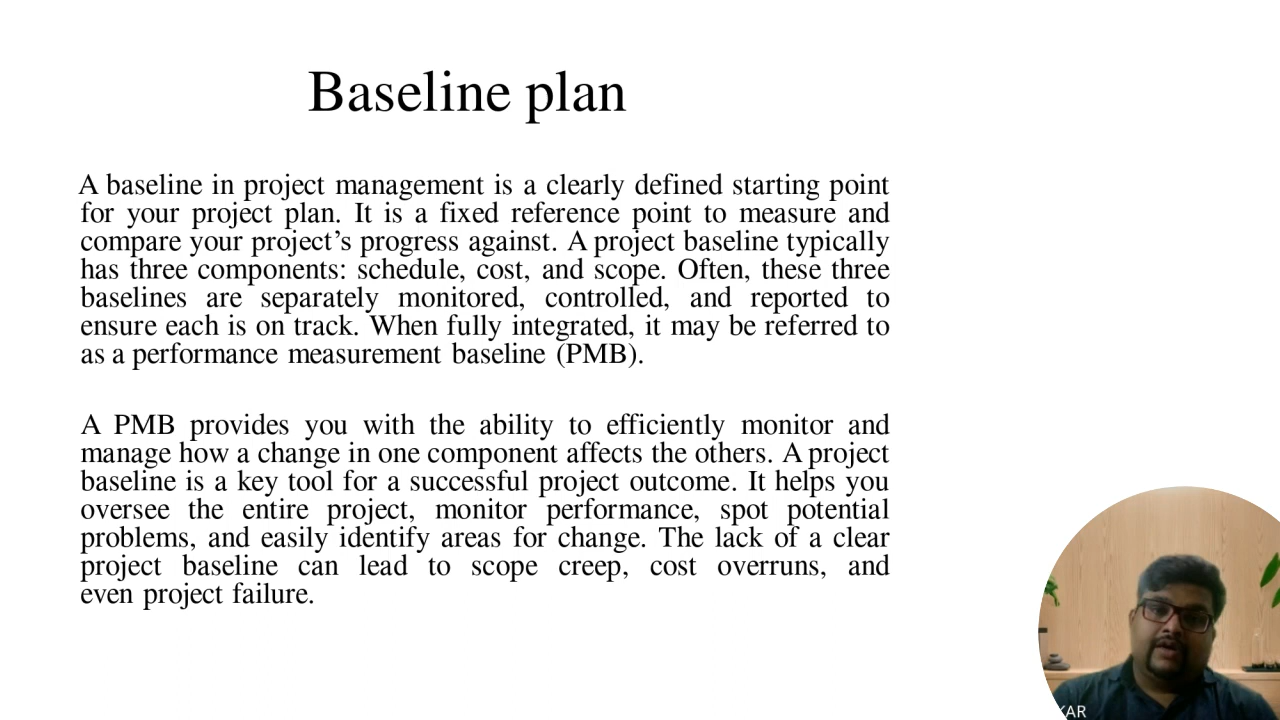 Baseline plan
A baseline in project management is a clearly defined starting point
for your project plan. It is a fixed reference point to measure and
compare your project’s progress against. A project baseline typically
has three components: schedule, cost, and scope. Often, these three
baselines are separately monitored, controlled, and reported to
ensure each is on track. When fully integrated, it may be referred to
as a performance measurement baseline (PMB).
A PMB provides you with the ability to efficiently monitor and
manage how a change in one component affects the others. A project
baseline is a key tool for a successful project outcome. It helps you
oversee the entire project, monitor performance, spot potential
problems, and easily identify areas for change. The lack of a clear
project baseline can lead to scope creep, cost overruns, and
even project failure.
KAR